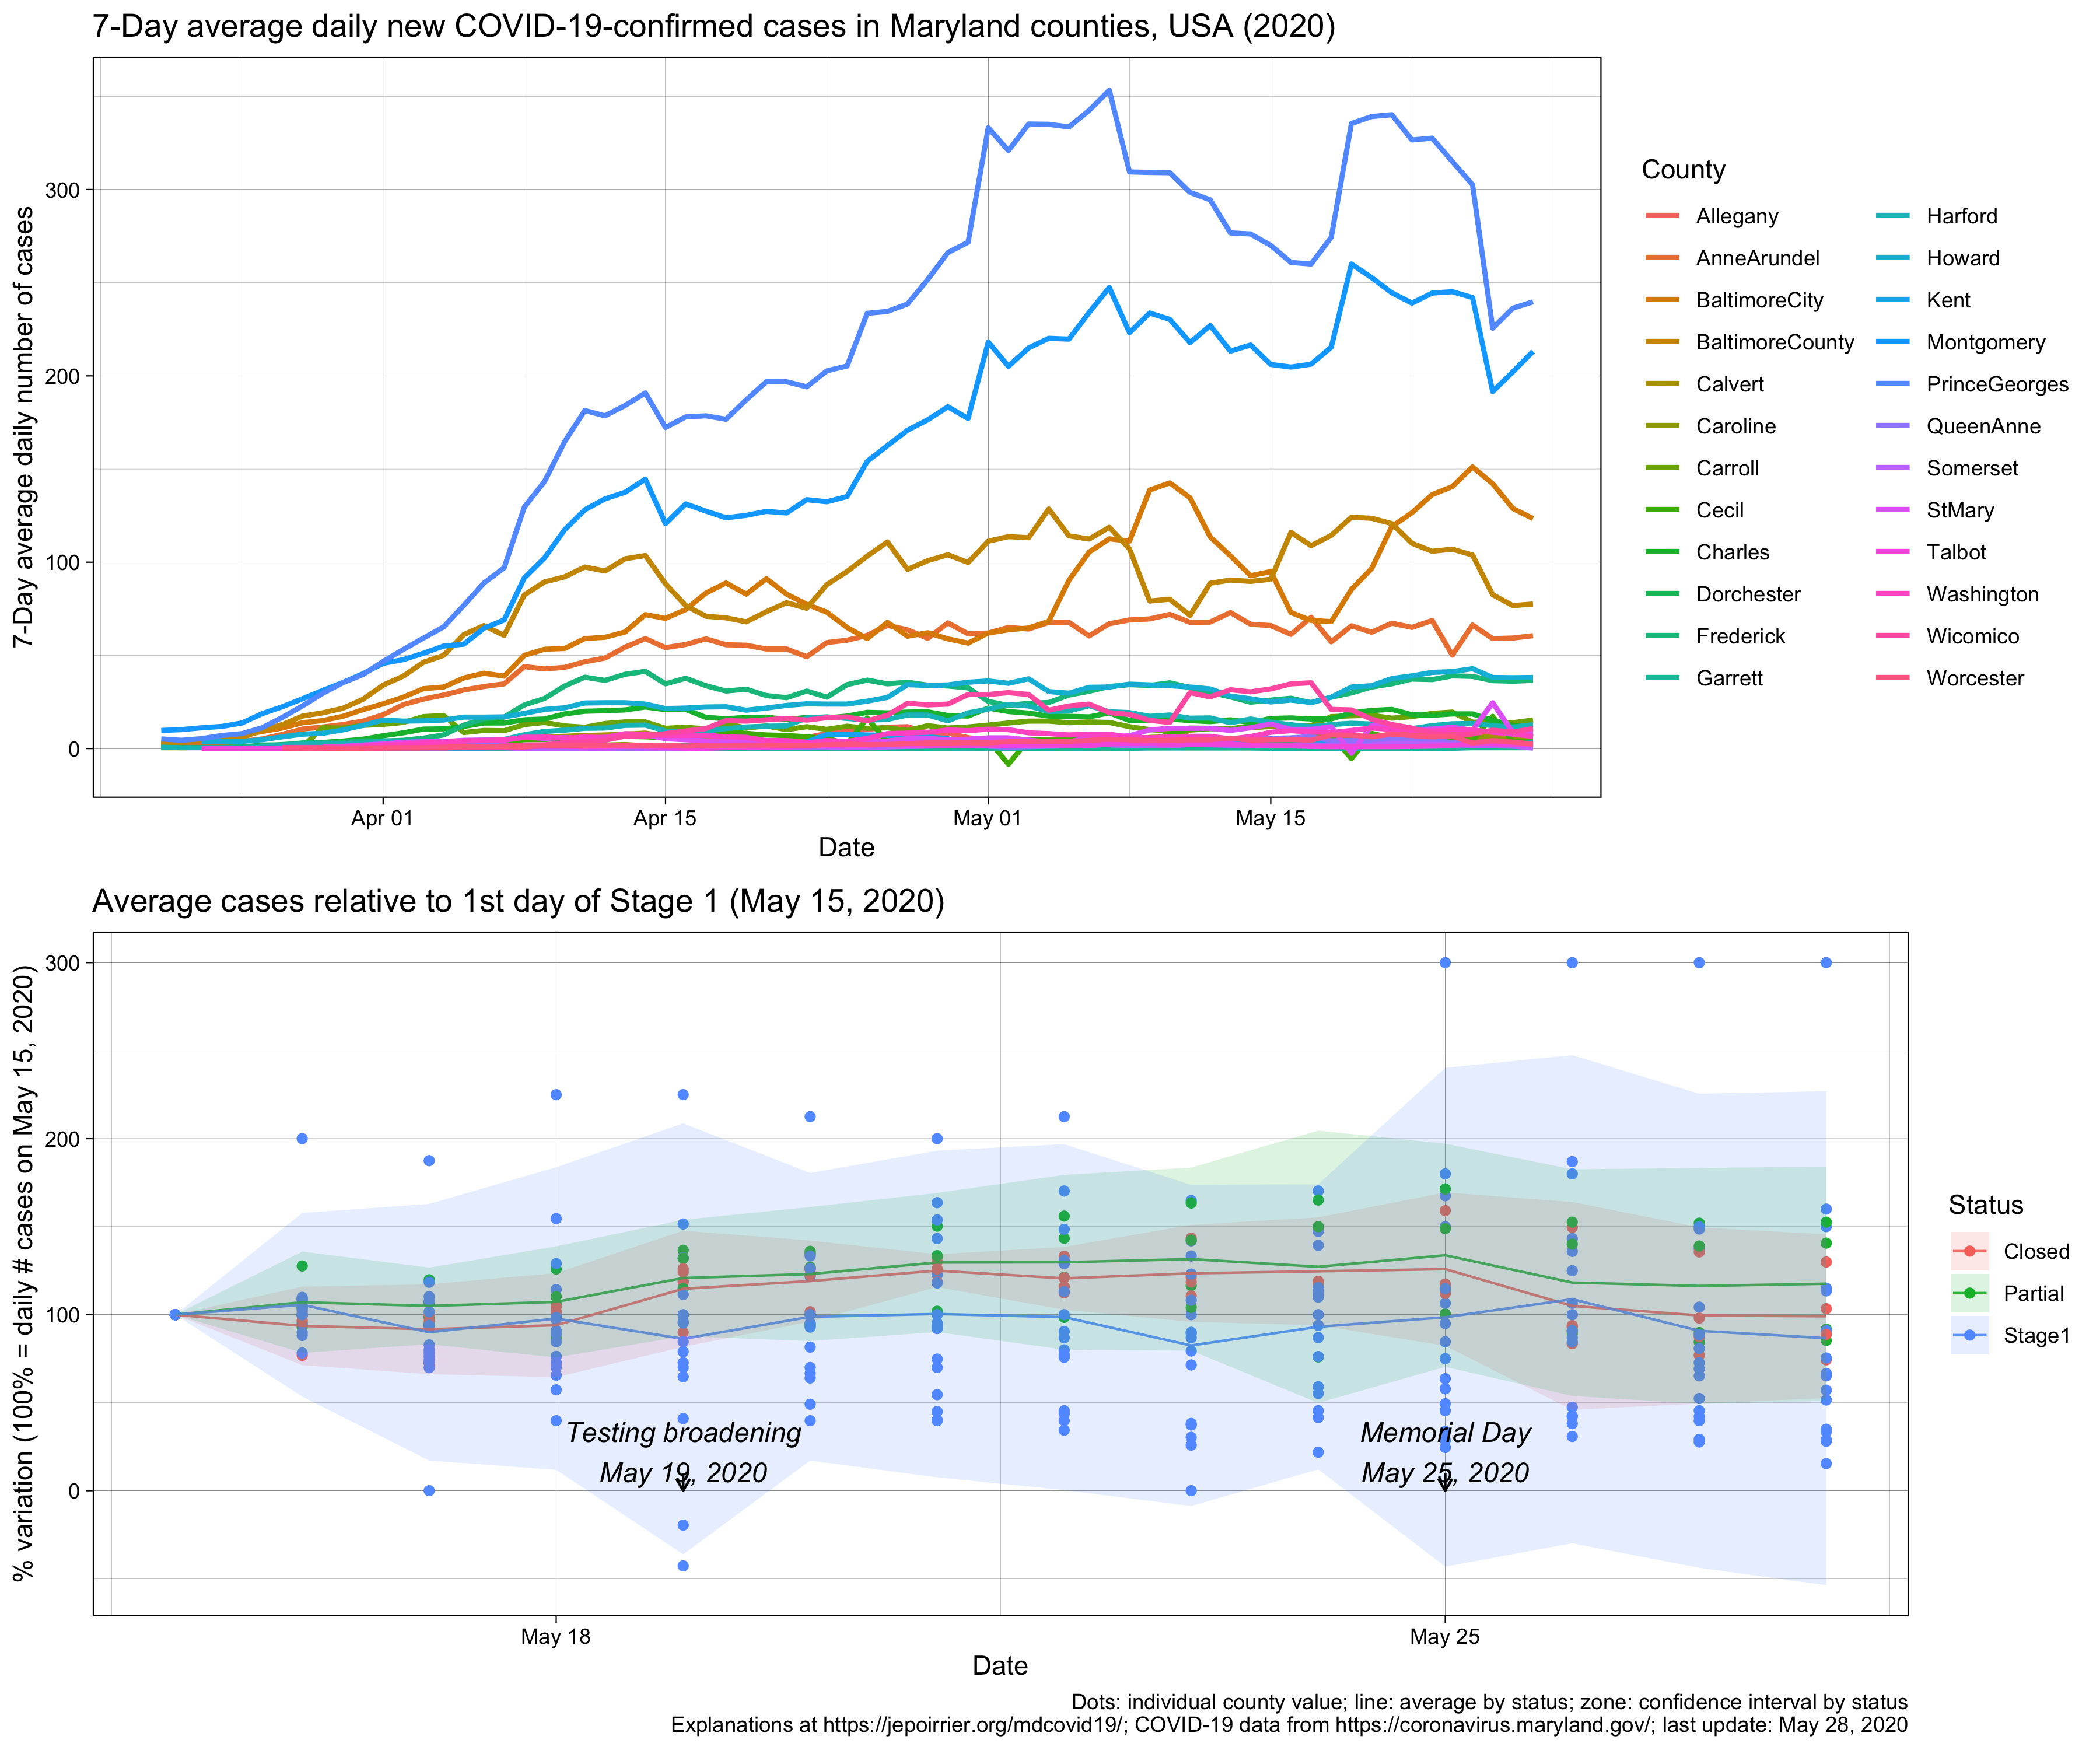 7-Day average daily new COVID-19-confirmed cases in Maryland counties, USA (2020)
7-Day average daily number of cases
300
200
100
0
Apr 01
Apr 15
May 01
May 15
Date
County
Allegany
AnneArundel
BaltimoreCity
BaltimoreCounty
Calvert
Caroline
Carroll
Cecil
Charles
Dorchester
Frederick
Garrett
Harford
Howard
Kent
Montgomery
PrinceGeorges
QueenAnne
Somerset
StMary
Talbot
Washington
Wicomico
Worcester
Average cases relative to 1st day of Stage 1 (May 15, 2020)
% variation (100% = daily # cases on May 15, 2020)
300
200
100
0
Testing broadening
May 19, 2020
Memorial Day
May 25, 2020
May 18
May 25
Date
Status
Closed
Partial
Stage1
Dots: individual county value; line: average by status; zone: confidence interval by status
Explanations at https://jepoirrier.org/mdcovid19/; COVID-19 data from https://coronavirus.maryland.gov/; last update: May 28, 2020